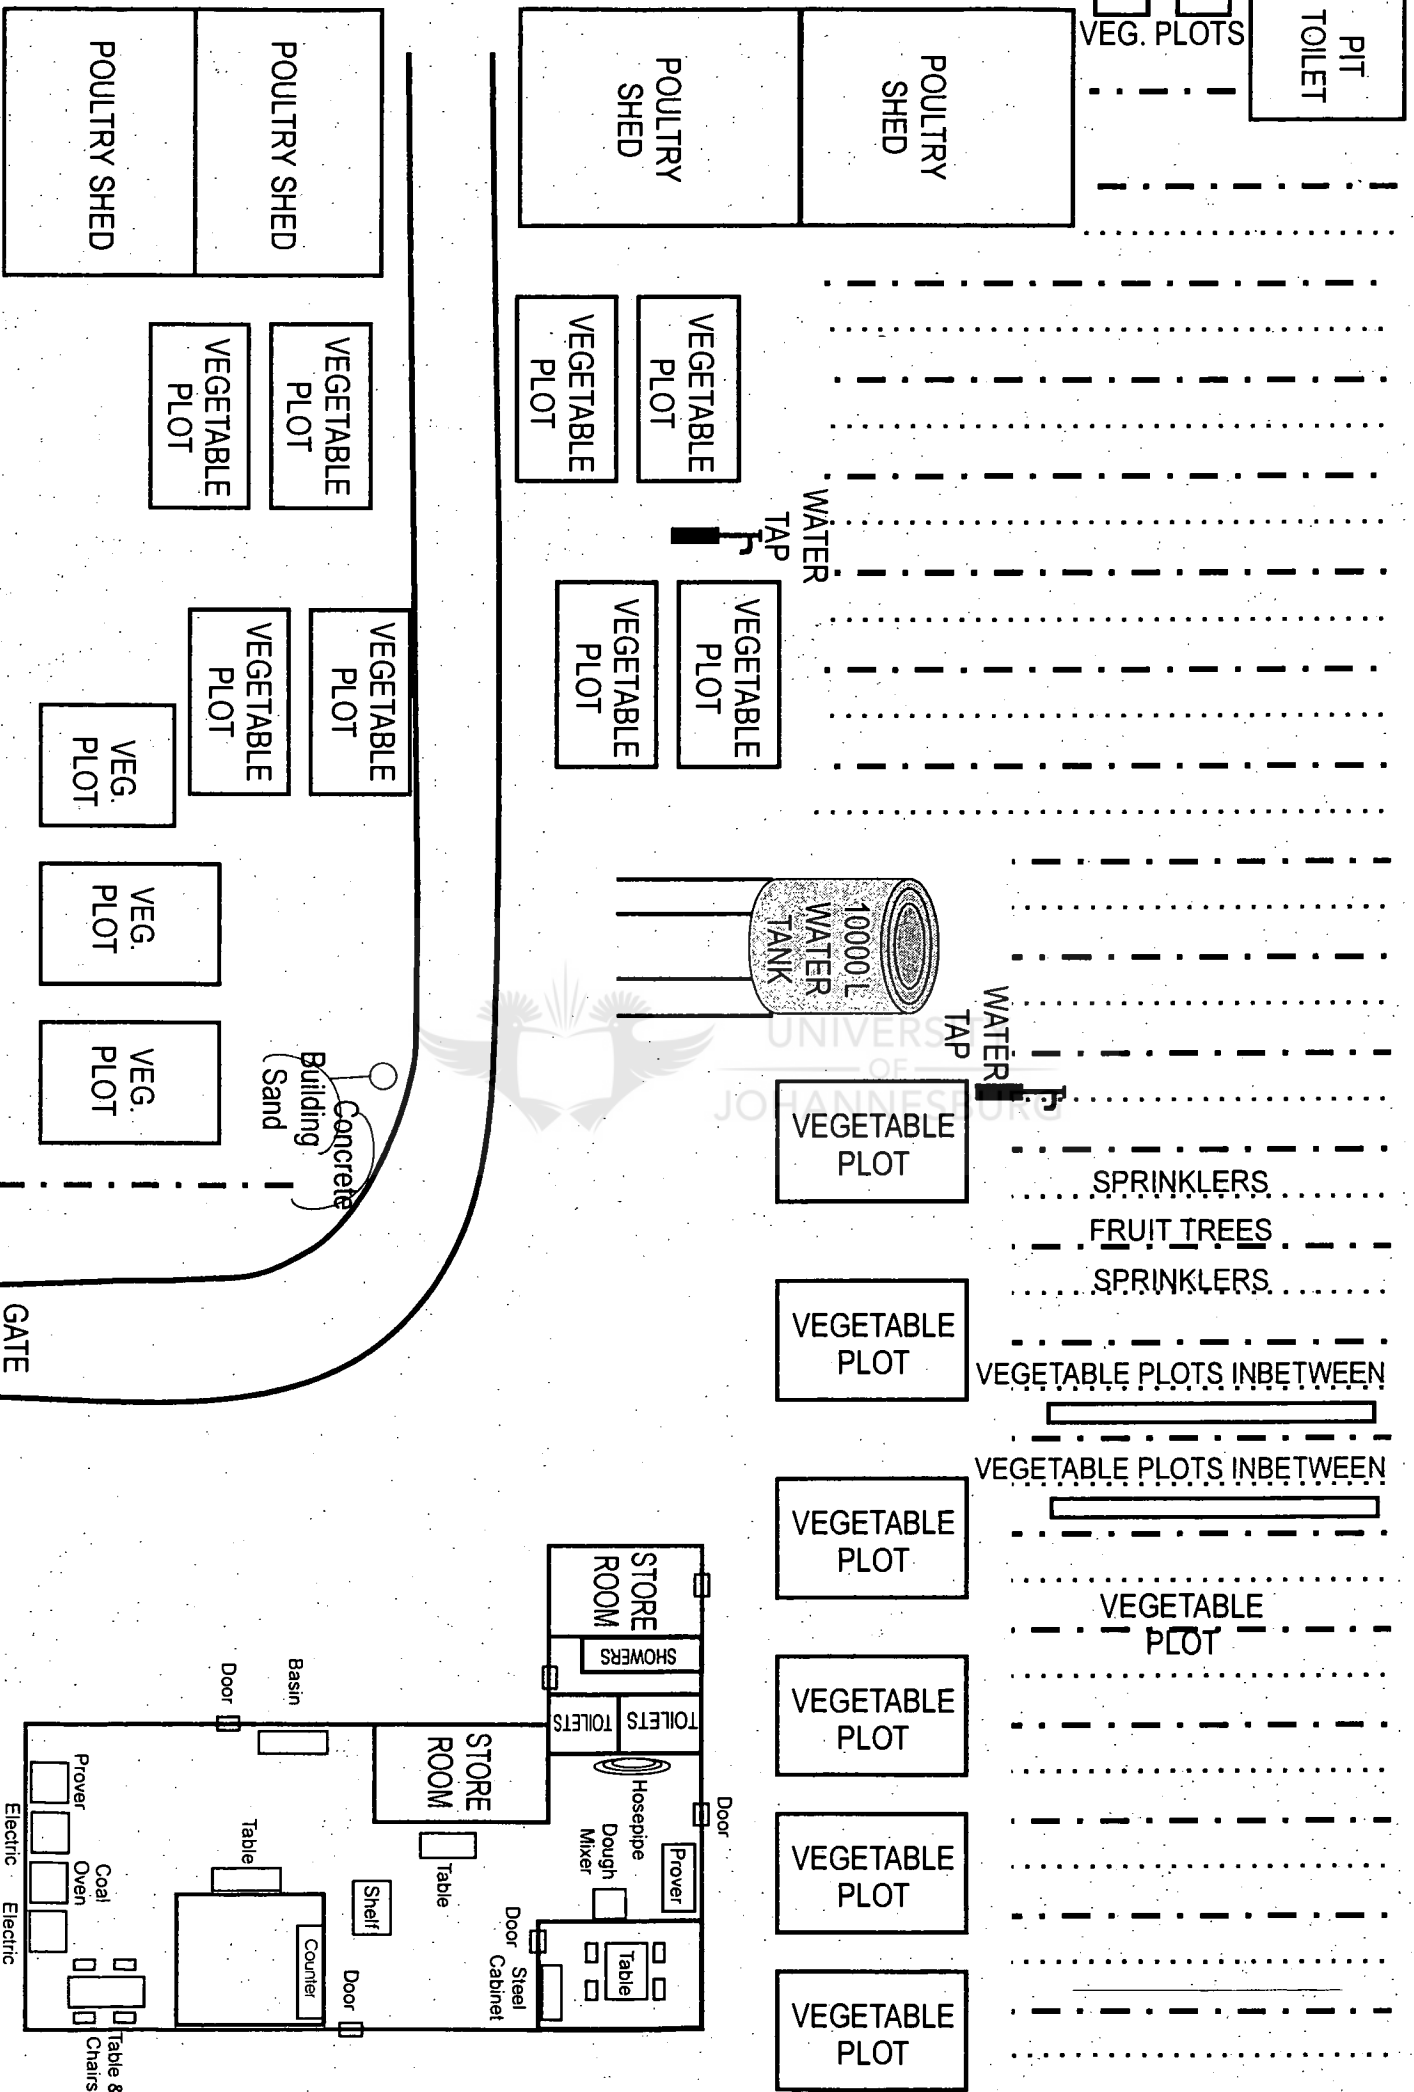 VEG. PLOTS
PIT
TOILET
POULTRY SHED
POULTRY SHED
POULTRY
SHED
POULTRY
SHED
VEGETABLE
PLOT
VEGETABLE
PLOT
VEGETABLE
PLOT
VEGETABLE
PLOT
WATER
TAP
VEGETABLE
PLOT
VEGETABLE
PLOT
VEGETABLE
PLOT
VEGETABLE
PLOT
VEG.
PLOT
VEG.
PLOT
VEG.
PLOT
10000 L
WATER
TANK
WATER
TAP
UNIVERSITY
OF
JOHANNESBURG
Concrete
Building
Sand
GATE
VEGETABLE
PLOT
SPRINKLERS
FRUIT TREES
SPRINKLERS
VEGETABLE
PLOT
VEGETABLE PLOTS INBETWEEN
VEGETABLE PLOTS INBETWEEN
VEGETABLE
PLOT
VEGETABLE
PLOT
VEGETABLE
PLOT
VEGETABLE
PLOT
VEGETABLE
PLOT
STORE
ROOM
SHOWERS
TOILETS
TOILETS
STORE
ROOM
Hosepipe
Door
Dough
Mixer
Prover
Basin
Door
Table
Table
Shelf
Door
Steel
Cabinet
Table
Counter
Door
Prover
Electric
Coal
Oven
Electric
Table &
Chairs